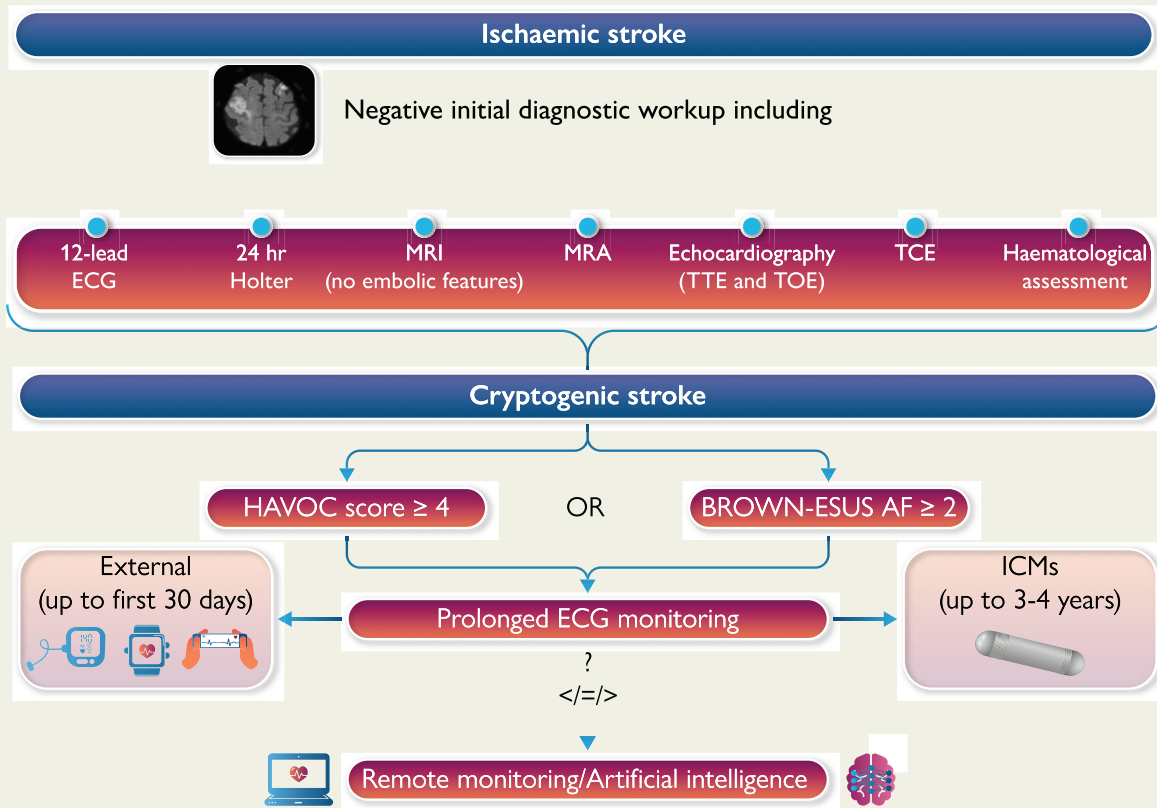 Ischaemic stroke
Negative initial diagnostic workup including
12-lead
ECG
24 hr
Holter
MRI
(no embolic features)
MRA
Echocardiography
(TTE and TOE)
TCE
Haematological
assessment
Cryptogenic stroke
HAVOC score ≥ 4
OR
BROWN-ESUS AF ≥ 2
External
(up to first 30 days)
Prolonged ECG monitoring
ICMs
(up to 3-4 years)
?
</=/>
Remote monitoring/Artificial intelligence